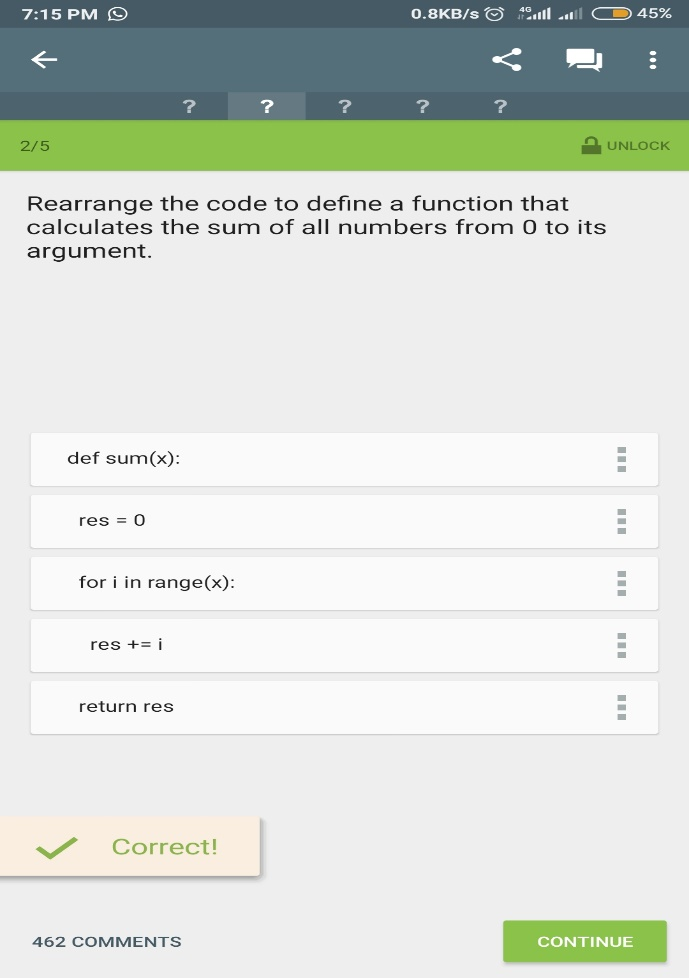 7:15 PM 0.8KB/s 4G 45%
? ? ? ? ?
2/5 UNLOCK
Rearrange the code to define a function that
calculates the sum of all numbers from 0 to its
argument.
def sum(x):
res = 0
for i in range(x):
res += i
return res
Correct!
462 COMMENTS CONTINUE